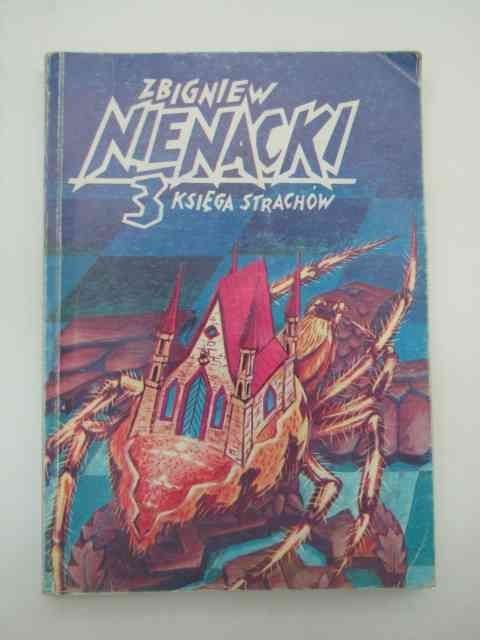 ZBIGNIEW
NIENACKI
3 KSIĘGA STRACHÓW